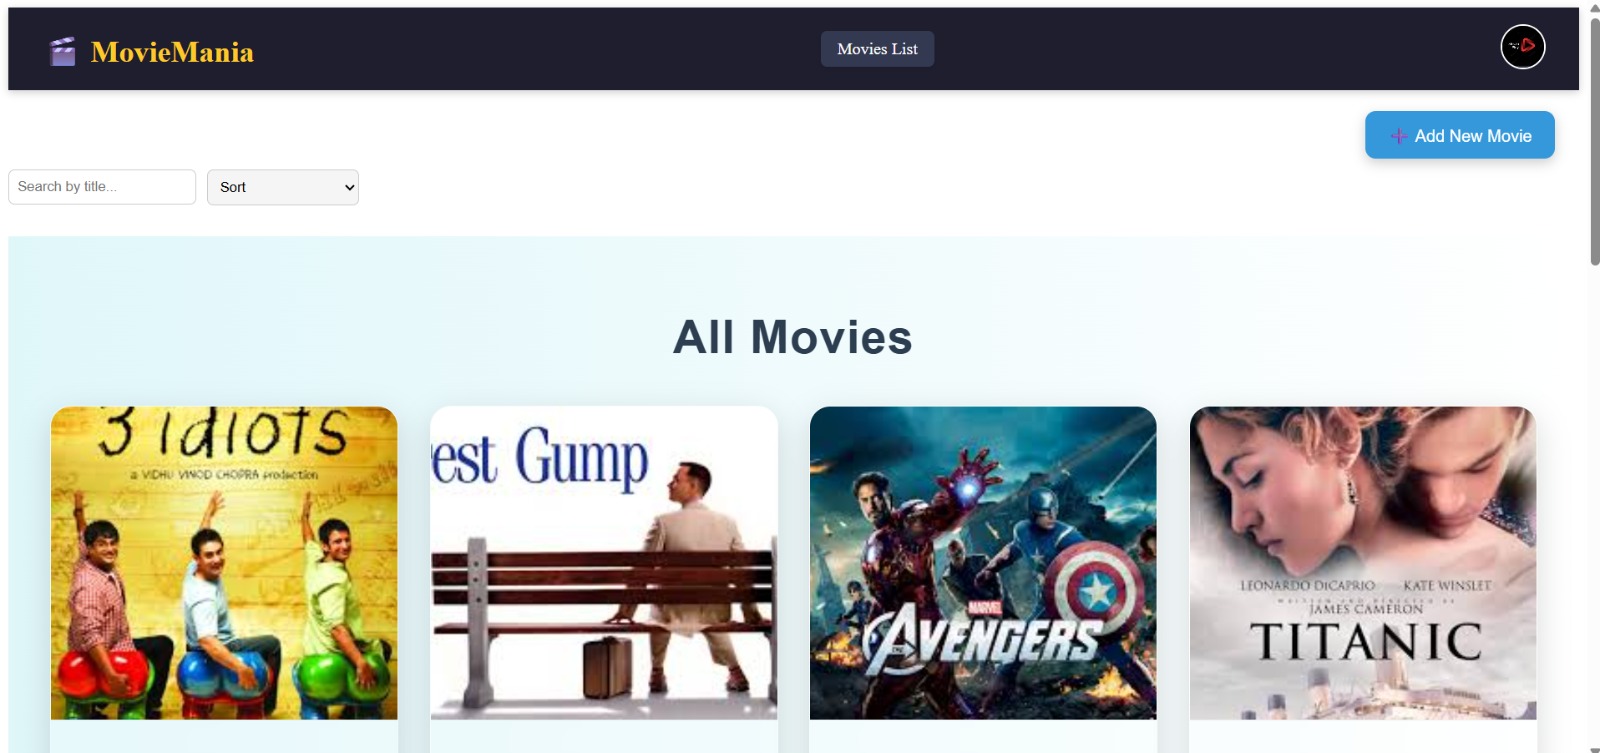 MovieMania
Movies List
Add New Movie
Search by title...
Sort
All Movies
3 idiots
a VIDHU VINOD CHOPRA production
est Gump
MARVEL
THE AVENGERS
LEONARDO DiCAPRIO KATE WINSLET
WRITTEN AND DIRECTED BY
JAMES CAMERON
TITANIC